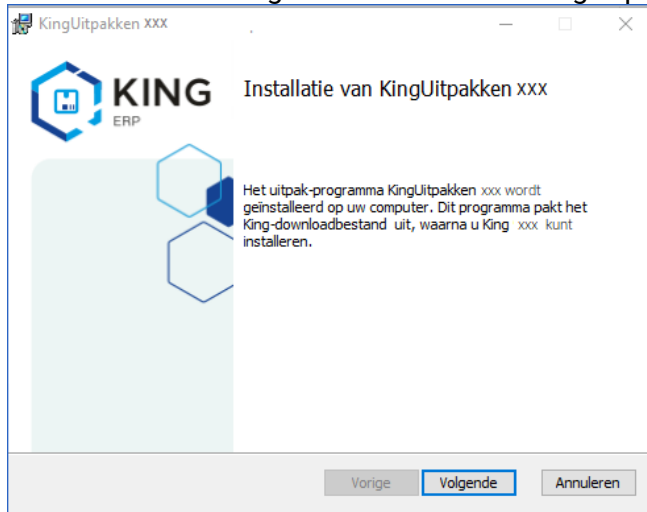 KingUitpakken xxx
KING
ERP
Installatie van KingUitpakken xxx
Het uitpak-programma KingUitpakken xxx wordt
geïnstalleerd op uw computer. Dit programma pakt het
King-downloadbestand uit, waarna u King xxx kunt
installeren.
Vorige Volgende Annuleren